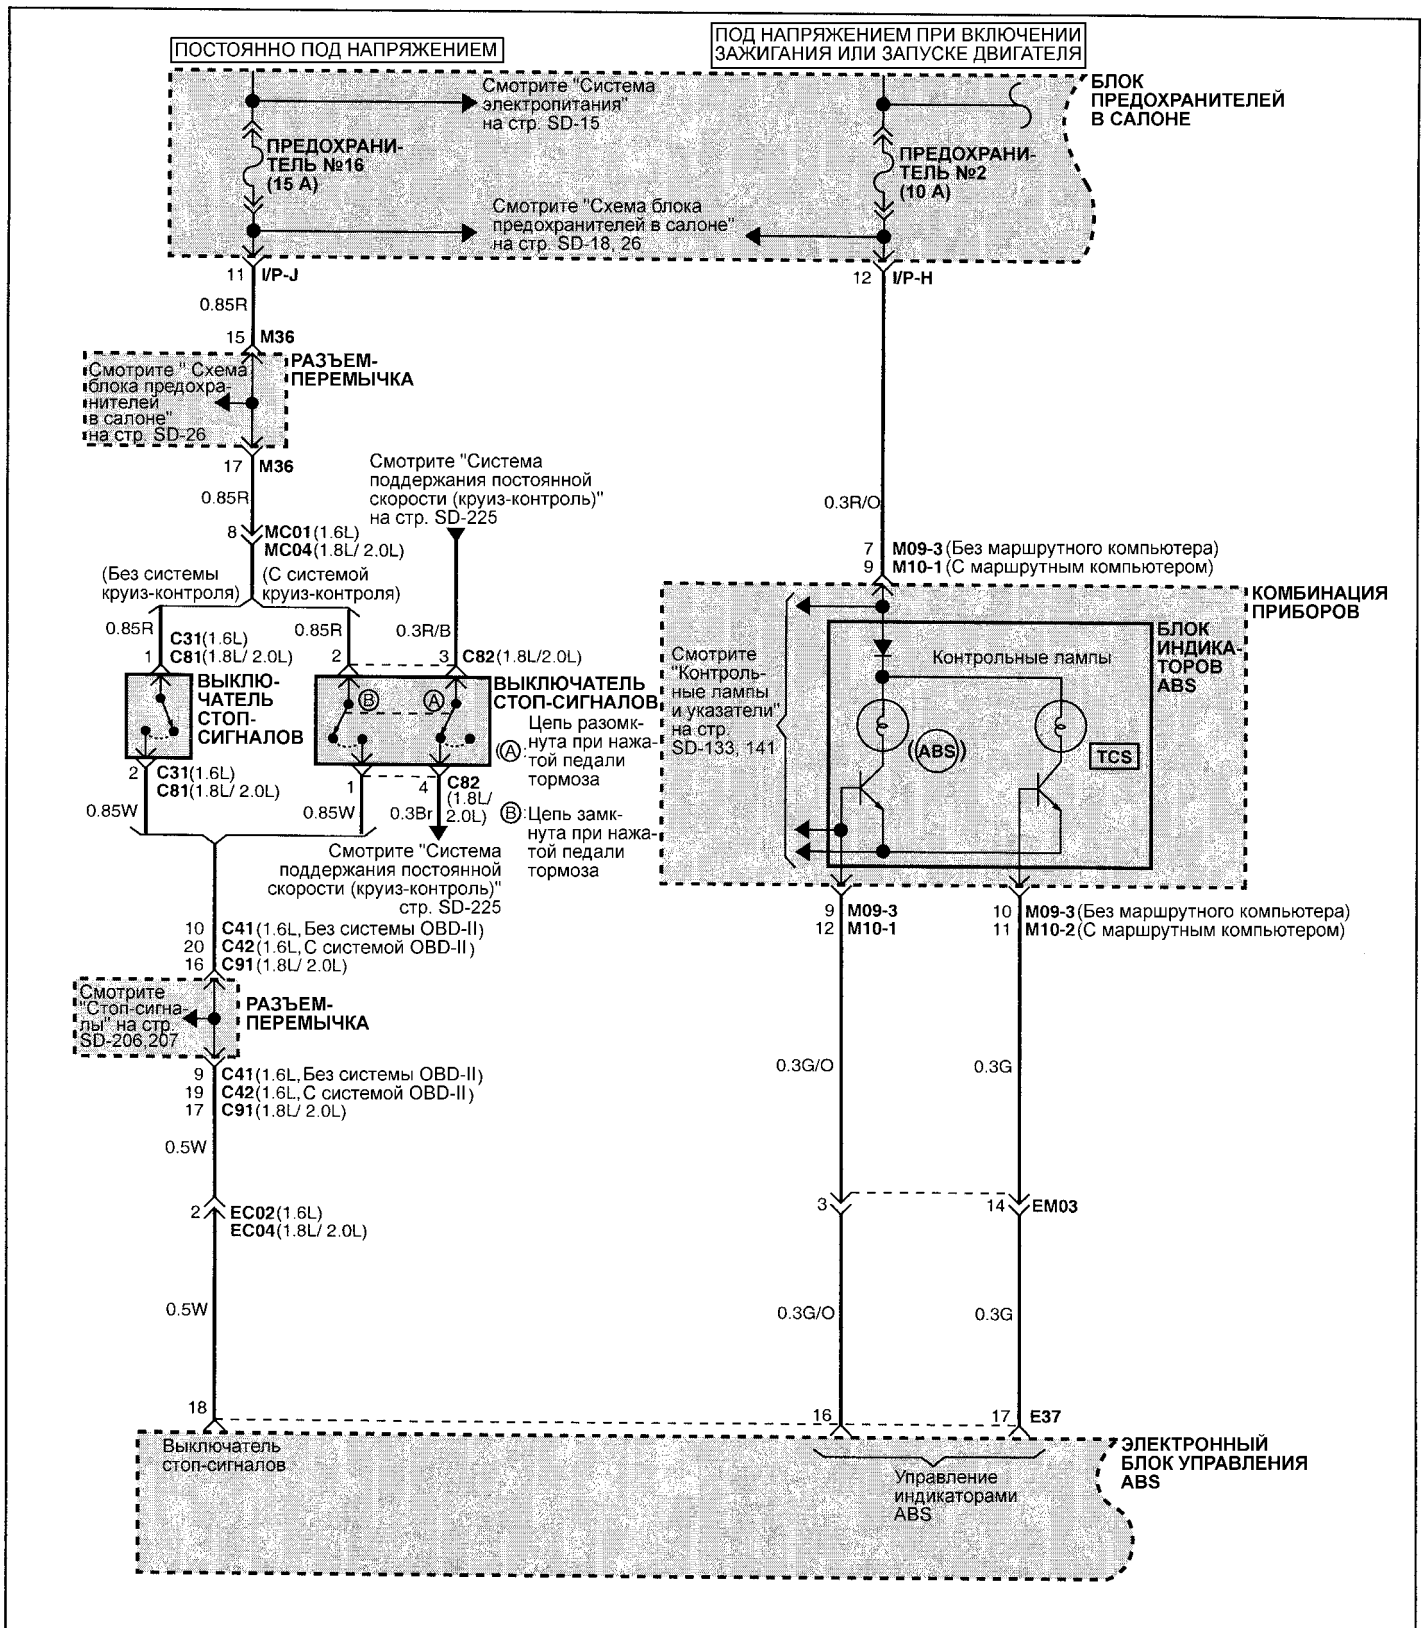 ПОСТОЯННО ПОД НАПРЯЖЕНИЕМ
ПОД НАПРЯЖЕНИЕМ ПРИ ВКЛЮЧЕНИИ
ЗАЖИГАНИЯ ИЛИ ЗАПУСКЕ ДВИГАТЕЛЯ
Смотрите "Система
электропитания"
на стр. SD-15
БЛОК
ПРЕДОХРАНИТЕЛЕЙ
В САЛОНЕ
ПРЕДОХРАНИ-
ТЕЛЬ №16
(15 А)
ПРЕДОХРАНИ-
ТЕЛЬ №2
(10 А)
Смотрите "Схема блока
предохранителей в салоне"
на стр. SD-18, 26
11 I/P-J
12 I/P-H
0.85R
15 M36
РАЗЪЕМ-
ПЕРЕМЫЧКА
Смотрите " Схема
блока предохра-
нителей
в салоне"
на стр. SD-26
17 M36
0.85R
Смотрите "Система
поддержания постоянной
скорости (круиз-контроль)"
на стр. SD-225
0.3R/O
8 MC01(1.6L)
MC04(1.8L/ 2.0L)
7 M09-3 (Без маршрутного компьютера)
9 M10-1 (С маршрутным компьютером)
(Без системы
круиз-контроля)
(С системой
круиз-контроля)
0.85R
C31(1.6L)
1 C81(1.8L/ 2.0L)
0.85R
0.3R/B
2
3 C82(1.8L/2.0L)
КОМБИНАЦИЯ
ПРИБОРОВ
БЛОК
ИНДИКА-
ТОРОВ
ABS
Контрольные лампы
Смотрите
"Контроль-
ные лампы
и указатели"
на стр.
SD-133, 141
(ABS)
TCS
ВЫКЛЮ-
ЧАТЕЛЬ
СТОП-
СИГНАЛОВ
B
A
ВЫКЛЮЧАТЕЛЬ
СТОП-СИГНАЛОВ
A :Цепь разомк-
нута при нажа-
той педали
тормоза
B :Цепь замк-
нута при нажа-
той педали
тормоза
2 C31(1.6L)
C81(1.8L/ 2.0L)
0.85W
1
0.85W
4 C82
(1.8L/
2.0L)
0.3Br
Смотрите "Система
поддержания постоянной
скорости (круиз-контроль)"
стр. SD-225
9 M09-3
12 M10-1
10 M09-3 (Без маршрутного компьютера)
11 M10-2 (С маршрутным компьютером)
10 C41(1.6L, Без системы OBD-II)
20 C42(1.6L, С системой OBD-II)
16 C91(1.8L/ 2.0L)
Смотрите
"Стоп-сигна-
лы" на стр.
SD-206,207
РАЗЪЕМ-
ПЕРЕМЫЧКА
9 C41(1.6L, Без системы OBD-II)
19 C42(1.6L, С системой OBD-II)
17 C91(1.8L/ 2.0L)
0.3G/O
0.3G
0.5W
2 EC02(1.6L)
EC04(1.8L/ 2.0L)
3
14 EM03
0.5W
0.3G/O
0.3G
18
16
17 E37
Выключатель
стоп-сигналов
Управление
индикаторами
ABS
ЭЛЕКТРОННЫЙ
БЛОК УПРАВЛЕНИЯ
ABS